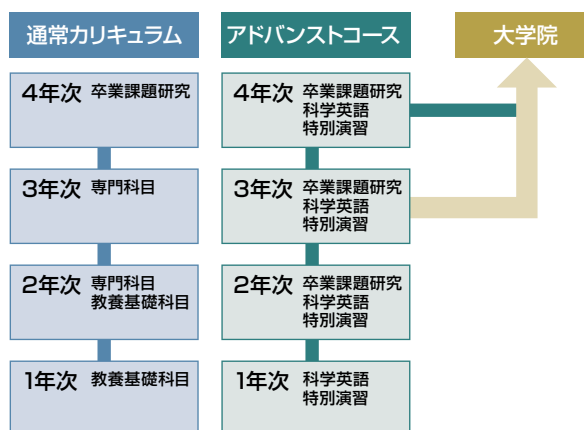 通常カリキュラム
アドバンストコース
大学院
4年次 卒業課題研究
4年次 卒業課題研究
科学英語
特別演習
3年次 専門科目
3年次 卒業課題研究
科学英語
特別演習
2年次 専門科目
教養基礎科目
2年次 卒業課題研究
科学英語
特別演習
1年次 教養基礎科目
1年次 科学英語
特別演習